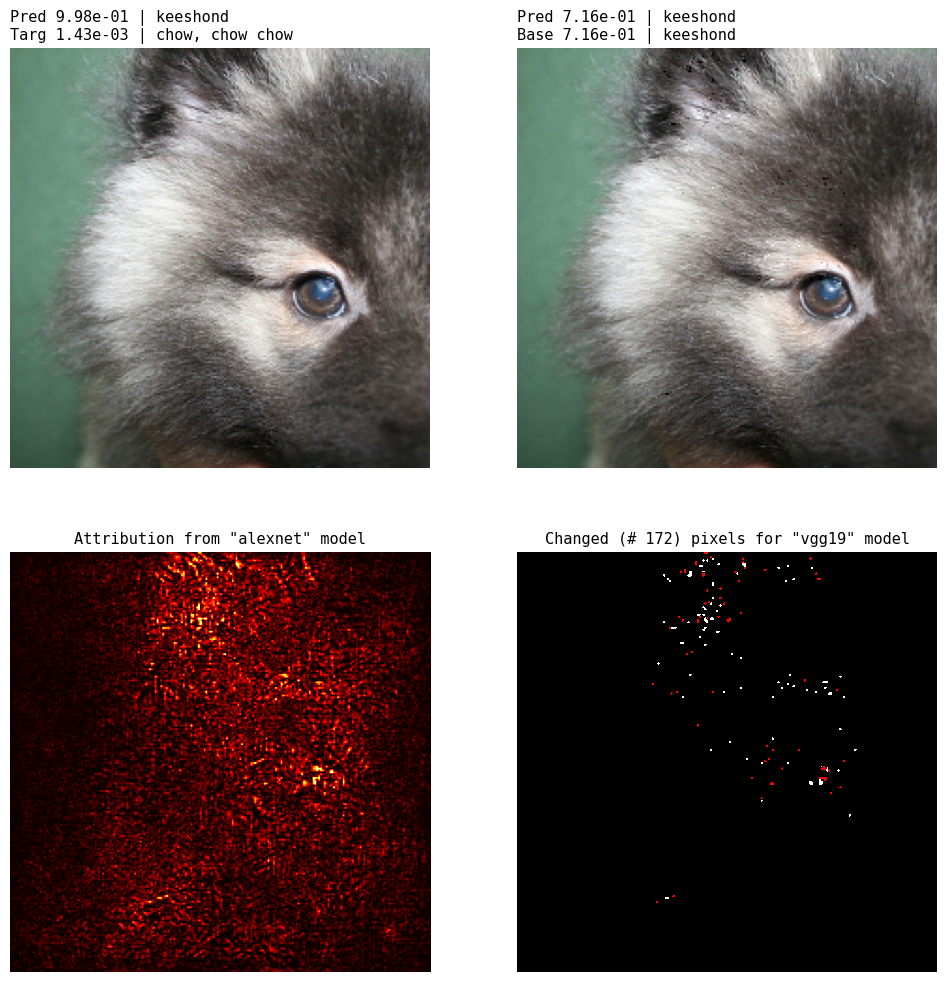 Pred 9.98e-01 | keeshond
Targ 1.43e-03 | chow, chow chow
Pred 7.16e-01 | keeshond
Base 7.16e-01 | keeshond
Attribution from "alexnet" model
Changed (# 172) pixels for "vgg19" model